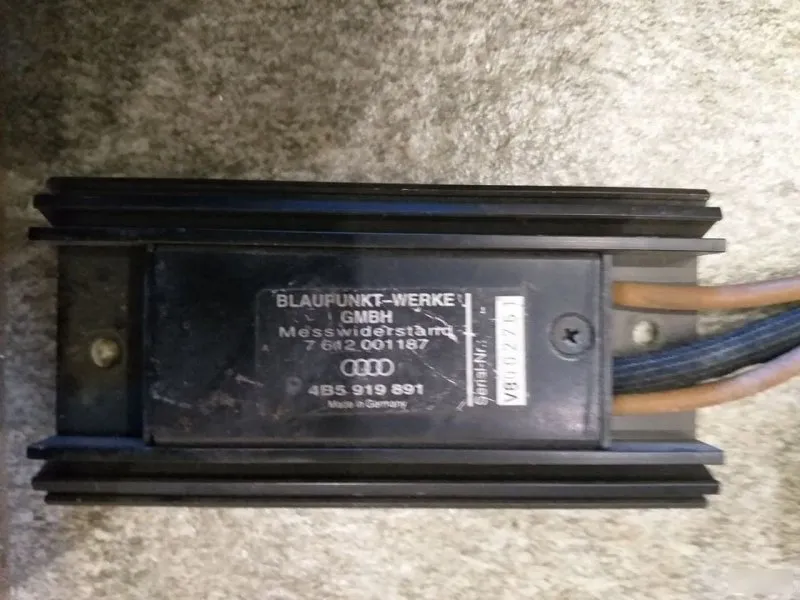 BLAUPUNKT-WERKE
GMBH
Messwiderstand
7 612 001187
4B5 919 891
Made in Germany
Serial-Nr.:
V8002761